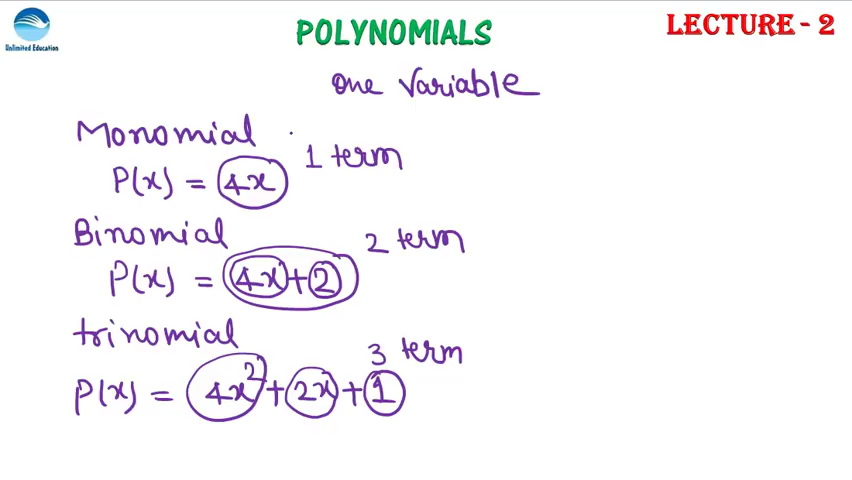 Unlimited Education
POLYNOMIALS
LECTURE - 2
One Variable
Monomial
1 term
P(x) = 4x
Binomial
2 term
P(x) = 4x + 2
trinomial
3 term
P(x) = 4x² + 2x + 1